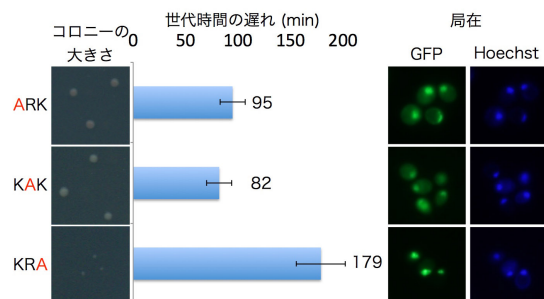 コロニーの
大きさ
世代時間の遅れ (min)
0 50 100 150 200
局在
GFP Hoechst
ARK 95
KAK 82
KRA 179